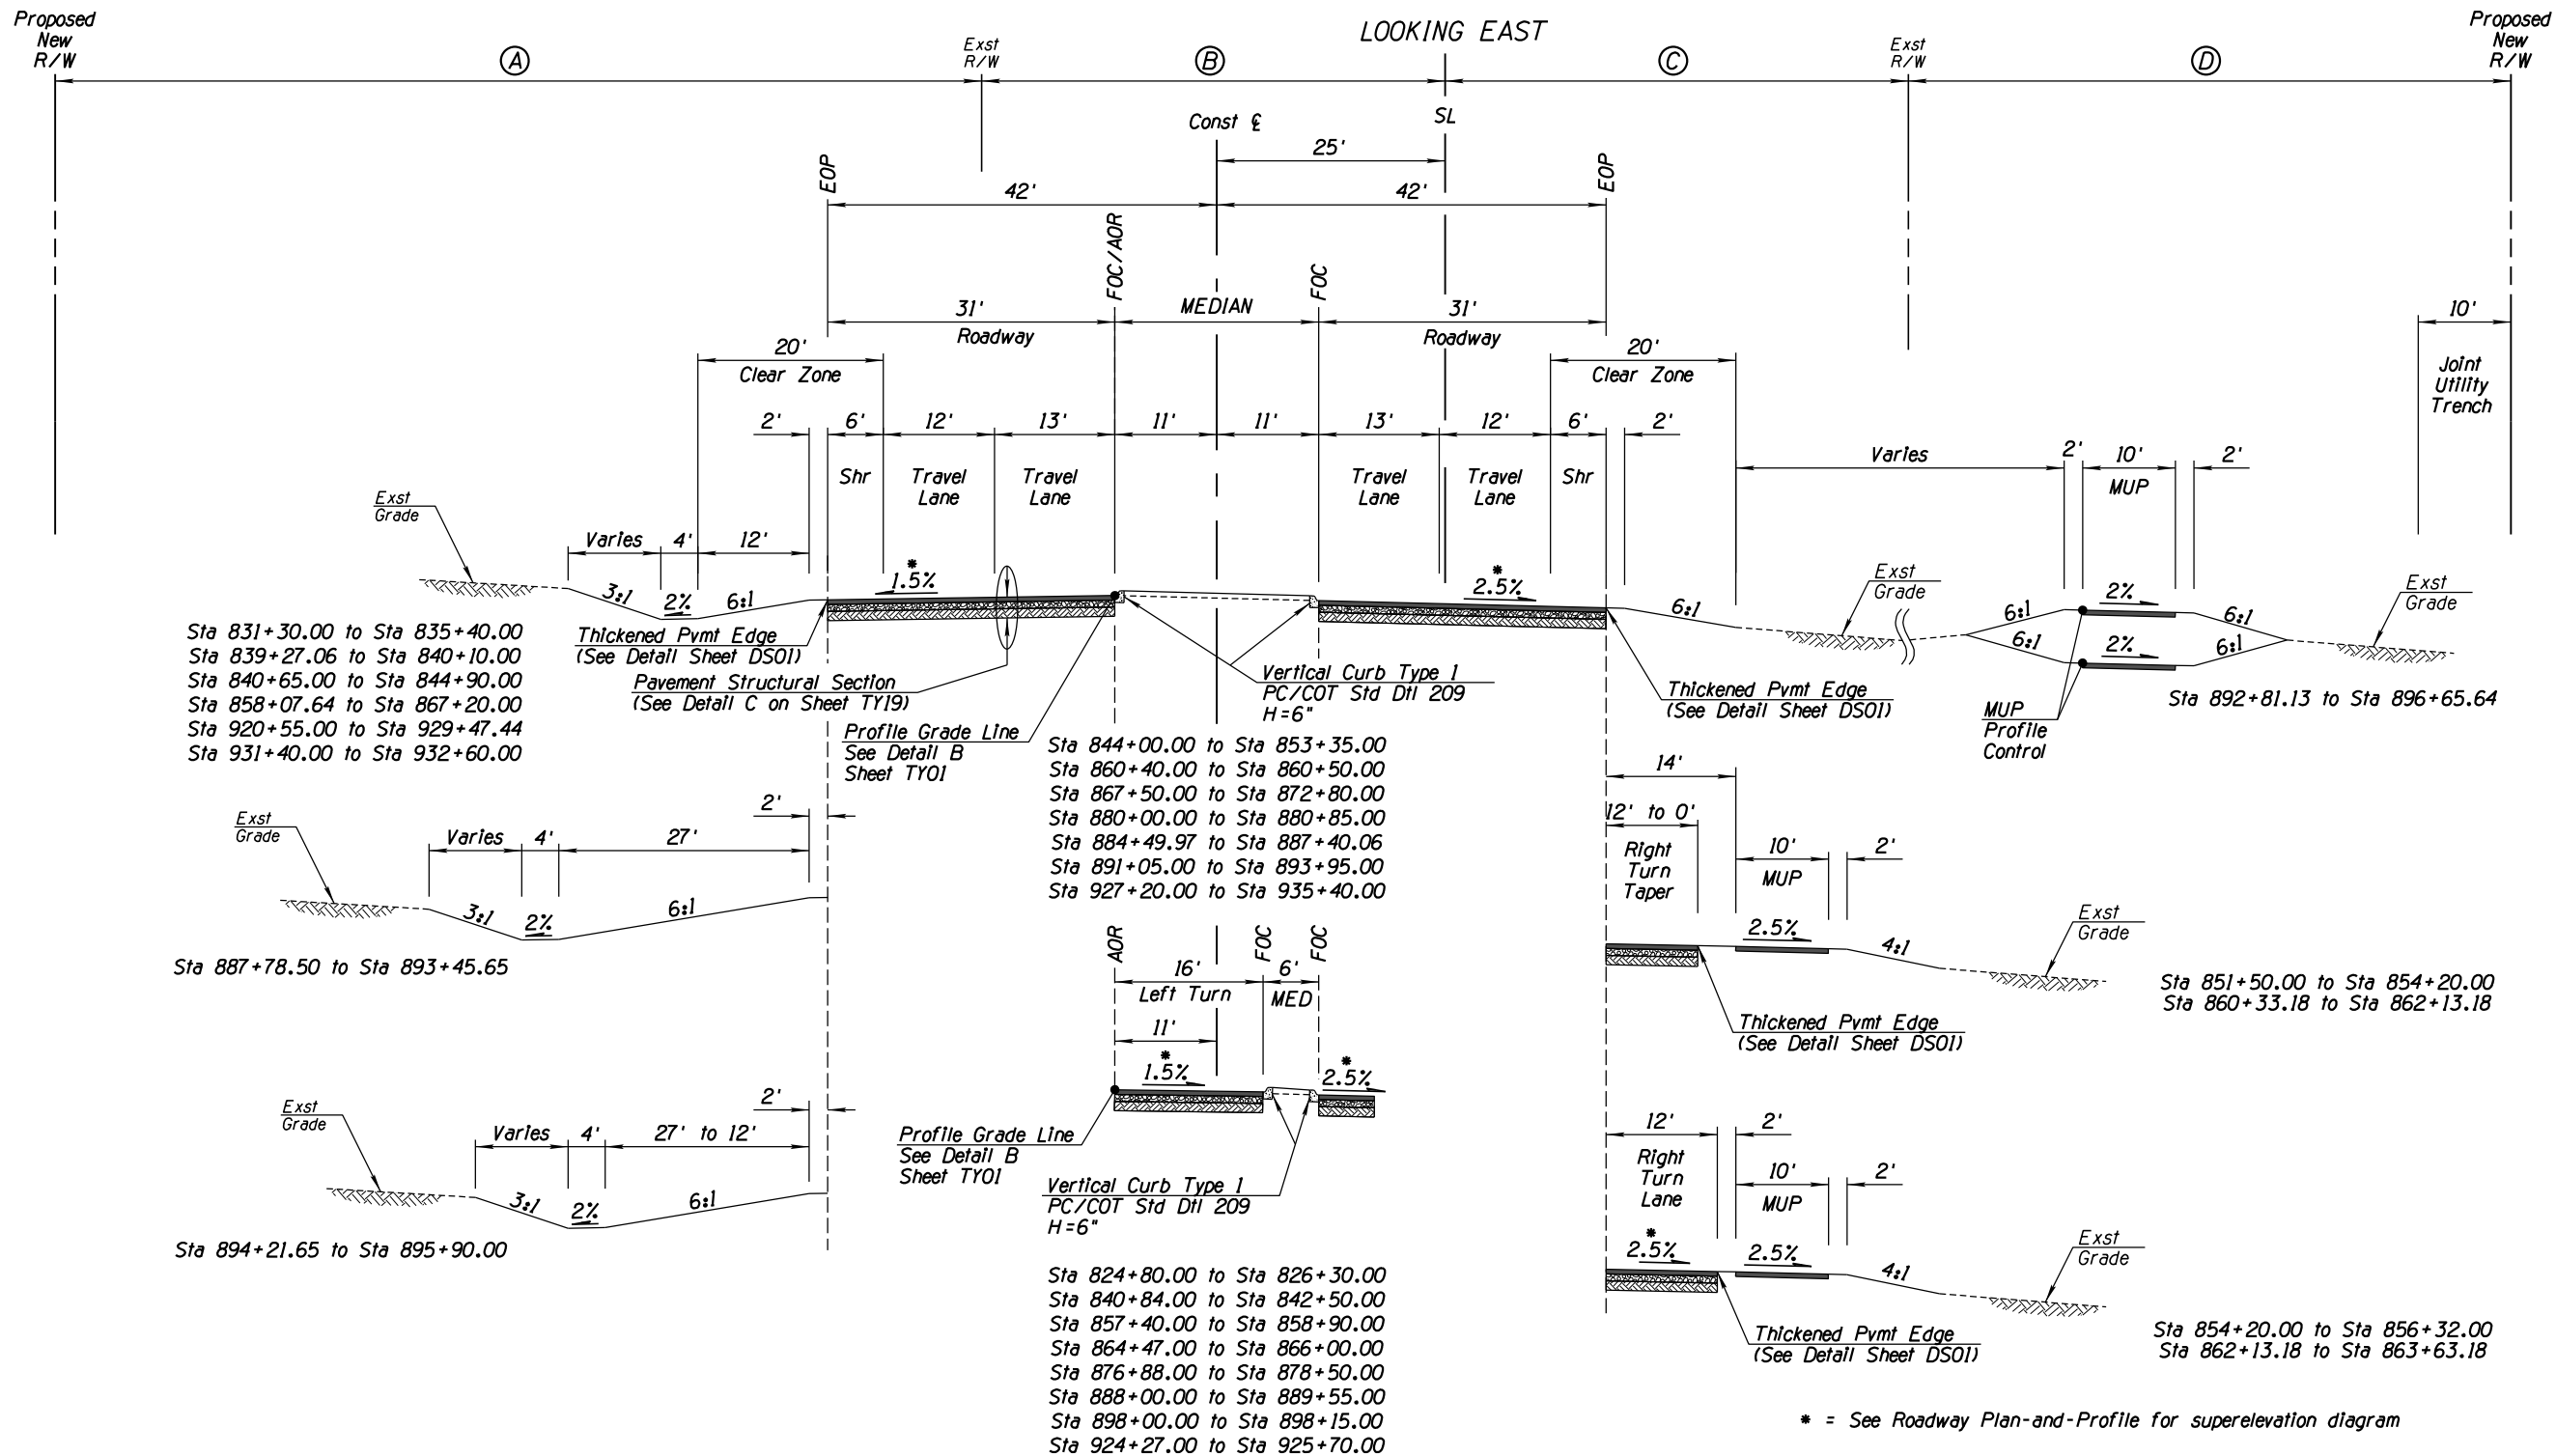 LOOKING EAST
Proposed
New
R/W
Ⓐ
Exst
R/W
Ⓑ
Ⓒ
Exst
R/W
Ⓓ
Proposed
New
R/W
Const ℄
SL
25'
EOP
42'
42'
EOP
FOC/AOR
FOC
31'
Roadway
MEDIAN
31'
Roadway
10'
Joint
Utility
Trench
20'
Clear Zone
20'
Clear Zone
2'
6'
12'
13'
11'
11'
13'
12'
6'
2'
Shr
Travel
Lane
Travel
Lane
Travel
Lane
Travel
Lane
Shr
Varies
2'
10'
MUP
2'
Exst
Grade
Varies
4'
12'
3:1
2%
6:1
*
1.5%
*
2.5%
6:1
Exst
Grade
6:1
6:1
2%
2%
6:1
6:1
Exst
Grade
Sta 831+30.00 to Sta 835+40.00
Sta 839+27.06 to Sta 840+10.00
Sta 840+65.00 to Sta 844+90.00
Sta 858+07.64 to Sta 867+20.00
Sta 920+55.00 to Sta 929+47.44
Sta 931+40.00 to Sta 932+60.00
Thickened Pvmt Edge
(See Detail Sheet DS01)
Pavement Structural Section
(See Detail C on Sheet TY19)
Profile Grade Line
See Detail B
Sheet TY01
Vertical Curb Type 1
PC/COT Std Dtl 209
H=6"
Thickened Pvmt Edge
(See Detail Sheet DS01)
MUP
Profile
Control
Sta 892+81.13 to Sta 896+65.64
Sta 844+00.00 to Sta 853+35.00
Sta 860+40.00 to Sta 860+50.00
Sta 867+50.00 to Sta 872+80.00
Sta 880+00.00 to Sta 880+85.00
Sta 884+49.97 to Sta 887+40.06
Sta 891+05.00 to Sta 893+95.00
Sta 927+20.00 to Sta 935+40.00
Exst
Grade
Varies
4'
27'
2'
3:1
2%
6:1
Sta 887+78.50 to Sta 893+45.65
14'
12' to 0'
Right
Turn
Taper
10'
MUP
2'
2.5%
4:1
Exst
Grade
Thickened Pvmt Edge
(See Detail Sheet DS01)
Sta 851+50.00 to Sta 854+20.00
Sta 860+33.18 to Sta 862+13.18
AOR
FOC
FOC
16'
Left Turn
6'
MED
11'
*
1.5%
*
2.5%
Profile Grade Line
See Detail B
Sheet TY01
Vertical Curb Type 1
PC/COT Std Dtl 209
H=6"
Exst
Grade
Varies
4'
27' to 12'
2'
3:1
2%
6:1
Sta 894+21.65 to Sta 895+90.00
12'
Right
Turn
Lane
2'
10'
MUP
2'
*
2.5%
2.5%
4:1
Exst
Grade
Thickened Pvmt Edge
(See Detail Sheet DS01)
Sta 854+20.00 to Sta 856+32.00
Sta 862+13.18 to Sta 863+63.18
Sta 824+80.00 to Sta 826+30.00
Sta 840+84.00 to Sta 842+50.00
Sta 857+40.00 to Sta 858+90.00
Sta 864+47.00 to Sta 866+00.00
Sta 876+88.00 to Sta 878+50.00
Sta 888+00.00 to Sta 889+55.00
Sta 898+00.00 to Sta 898+15.00
Sta 924+27.00 to Sta 925+70.00
* = See Roadway Plan-and-Profile for superelevation diagram